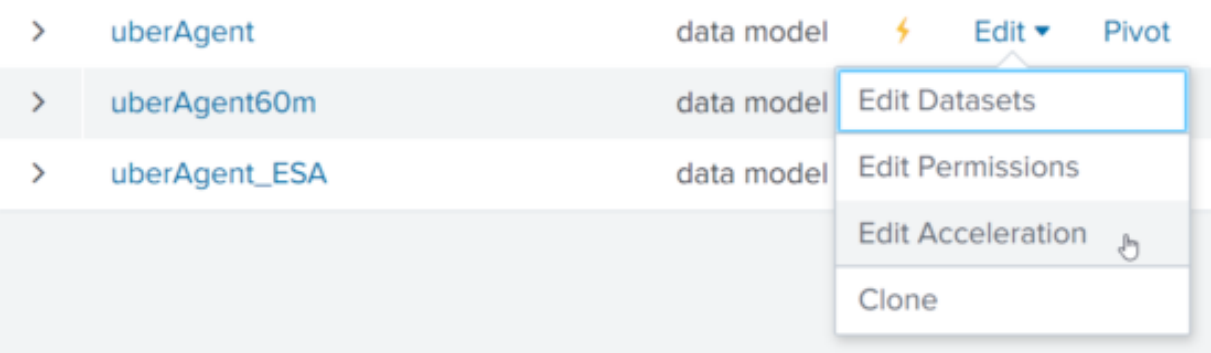 uberAgent data model Edit Pivot
uberAgent60m data model Edit Datasets
Edit Permissions
uberAgent_ESA data model
Edit Acceleration
Clone